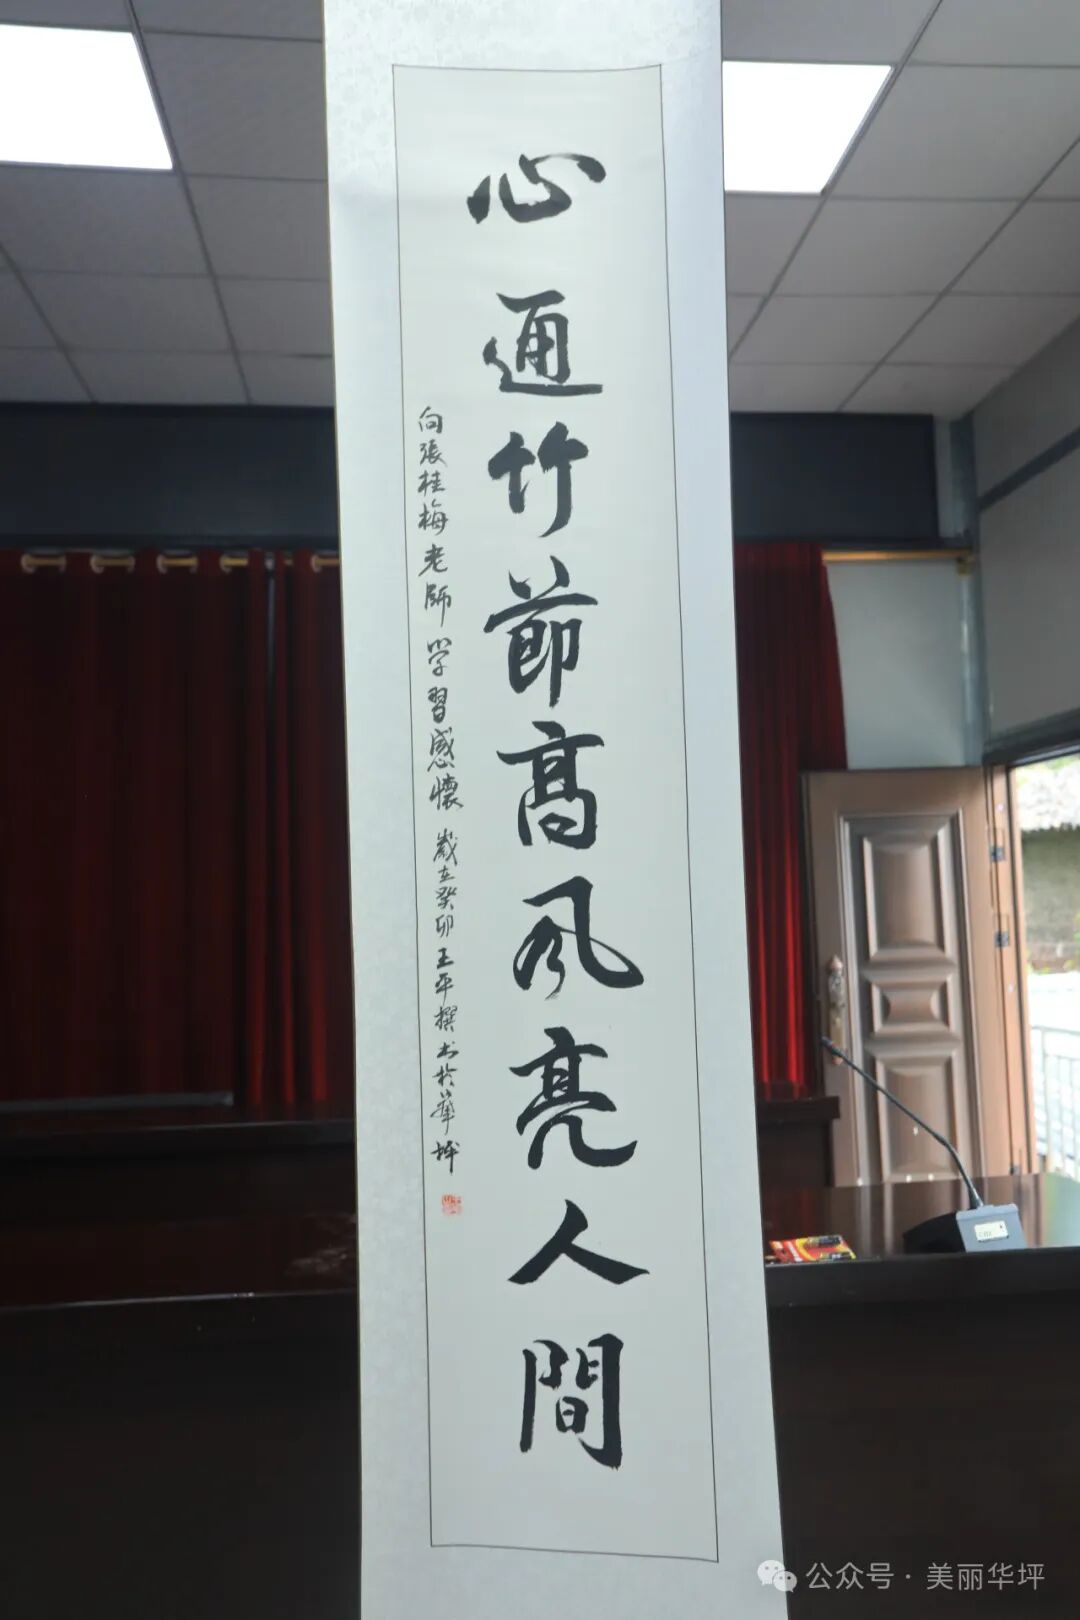 心通竹節高風亮人間
向張桂梅老師學習感懷 歲在癸卯王平撰书於華坪
公众号·美丽华坪